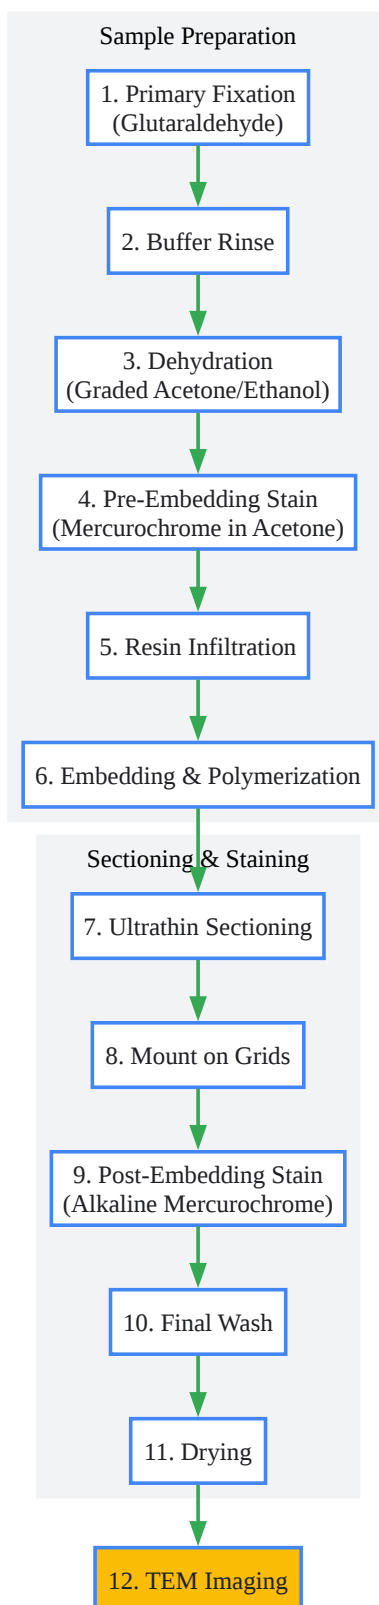 Sample Preparation
1. Primary Fixation
(Glutaraldehyde)
2. Buffer Rinse
3. Dehydration
(Graded Acetone/Ethanol)
4. Pre-Embedding Stain
(Mercurochrome in Acetone)
5. Resin Infiltration
6. Embedding & Polymerization
Sectioning & Staining
7. Ultrathin Sectioning
8. Mount on Grids
9. Post-Embedding Stain
(Alkaline Mercurochrome)
10. Final Wash
11. Drying
12. TEM Imaging